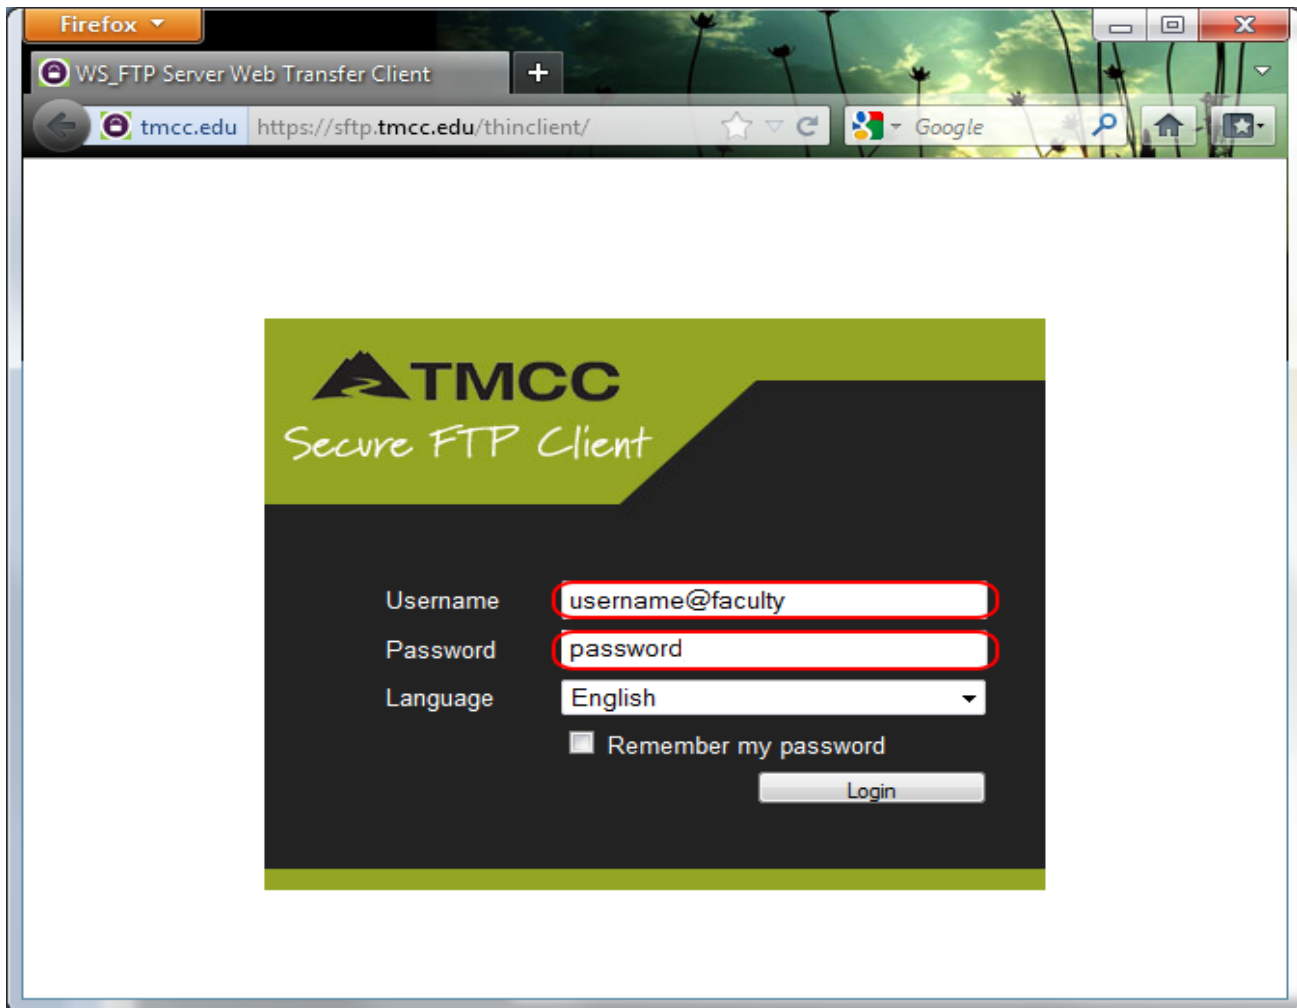 Firefox
WS_FTP Server Web Transfer Client
tmcc.edu https://sftp.tmcc.edu/thinclient/ Google
TMCC
Secure FTP Client
Username username@faculty
Password password
Language English
Remember my password
Login